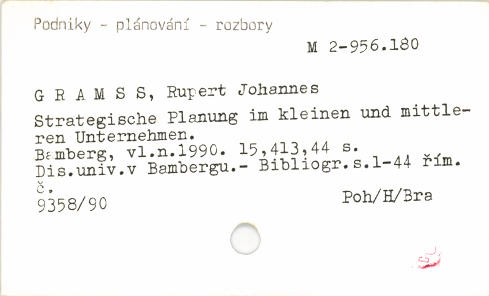 Podniky - plánování - rozbory
M 2-956.180
G R A M S S, Rupert Johannes
Strategische Planung im kleinen und mittle-
ren Unternehmen.
Bamberg, vl.n.1990. 15,413,44 s.
Dis.univ.v Bambergu.- Bibliogr.s.1-44 řím.
č.
9358/90
Poh/H/Bra